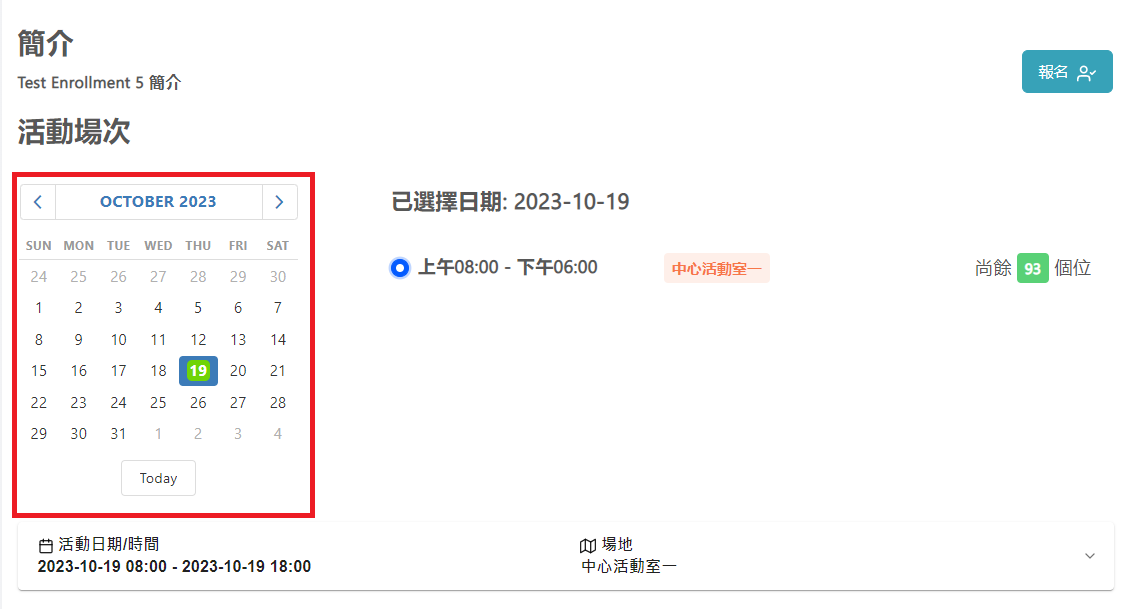 簡介
Test Enrollment 5 簡介
報名
活動場次
OCTOBER 2023
SUN MON TUE WED THU FRI SAT
24 25 26 27 28 29 30
1 2 3 4 5 6 7
8 9 10 11 12 13 14
15 16 17 18 19 20 21
22 23 24 25 26 27 28
29 30 31 1 2 3 4
Today
已選擇日期: 2023-10-19
上午08:00 - 下午06:00 中心活動室一 尚餘 93 個位
活動日期/時間
2023-10-19 08:00 - 2023-10-19 18:00
場地
中心活動室一